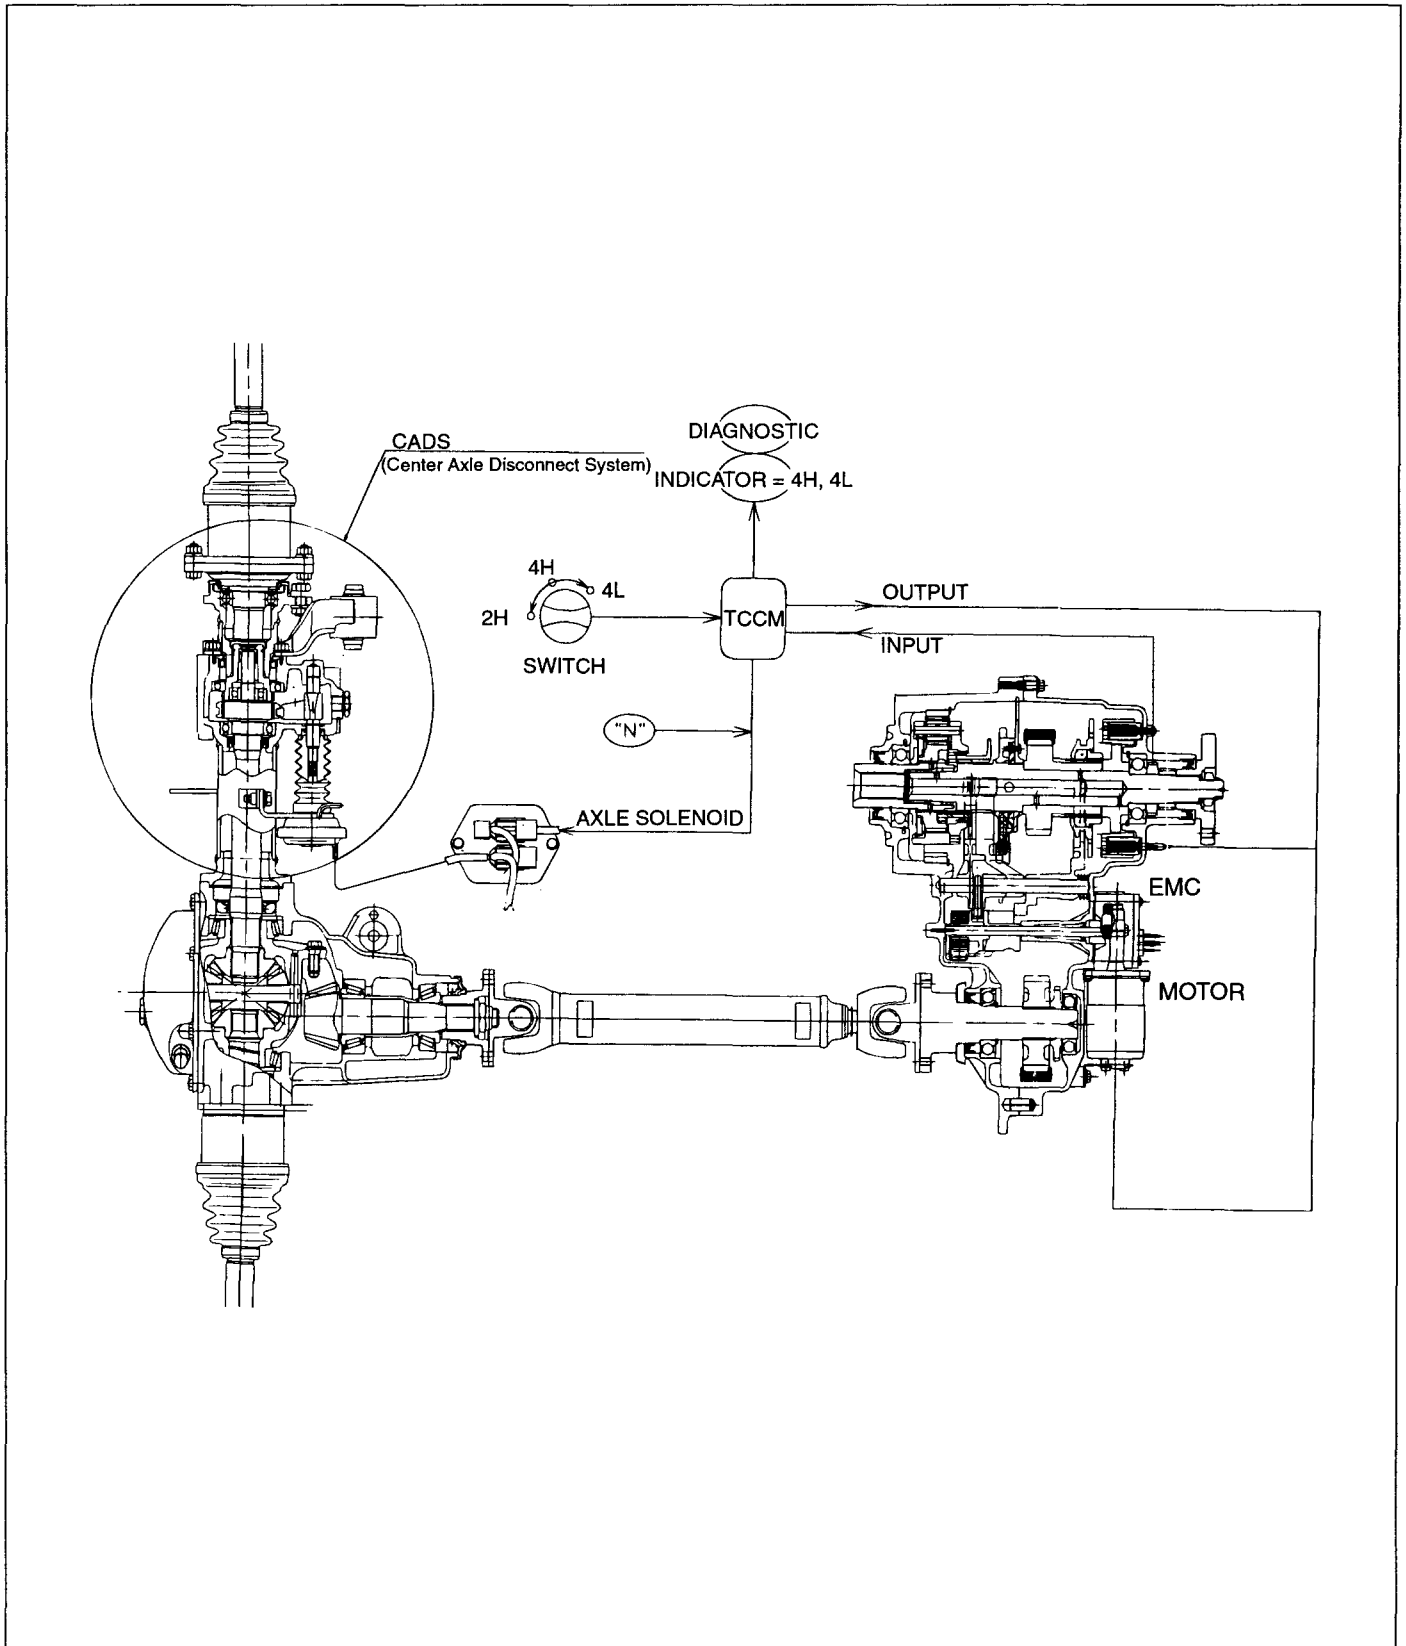 DIAGNOSTIC
CADS
(Center Axle Disconnect System)
INDICATOR = 4H, 4L
4H
4L
2H
SWITCH
TCCM
OUTPUT
INPUT
"N"
AXLE SOLENOID
EMC
MOTOR